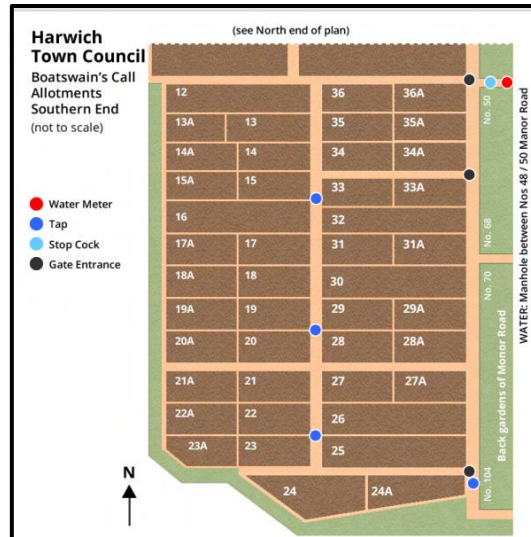 Harwich
Town Council
Boatswain's Call
Allotments
Southern End
(not to scale)
Water Meter
Tap
Stop Cock
Gate Entrance
N
(see North end of plan)
12
36
36A
13A
13
35
35A
14A
14
34
34A
15A
15
33
33A
16
32
17A
17
31
31A
18A
18
30
19A
19
29
29A
20A
20
28
28A
21A
21
27
27A
22A
22
26
23A
23
25
24
24A
No. 50
No. 68
No. 70
No. 104
Back gardens of Monor Road
WATER: Manhole between Nos 48 / 50 Manor Road